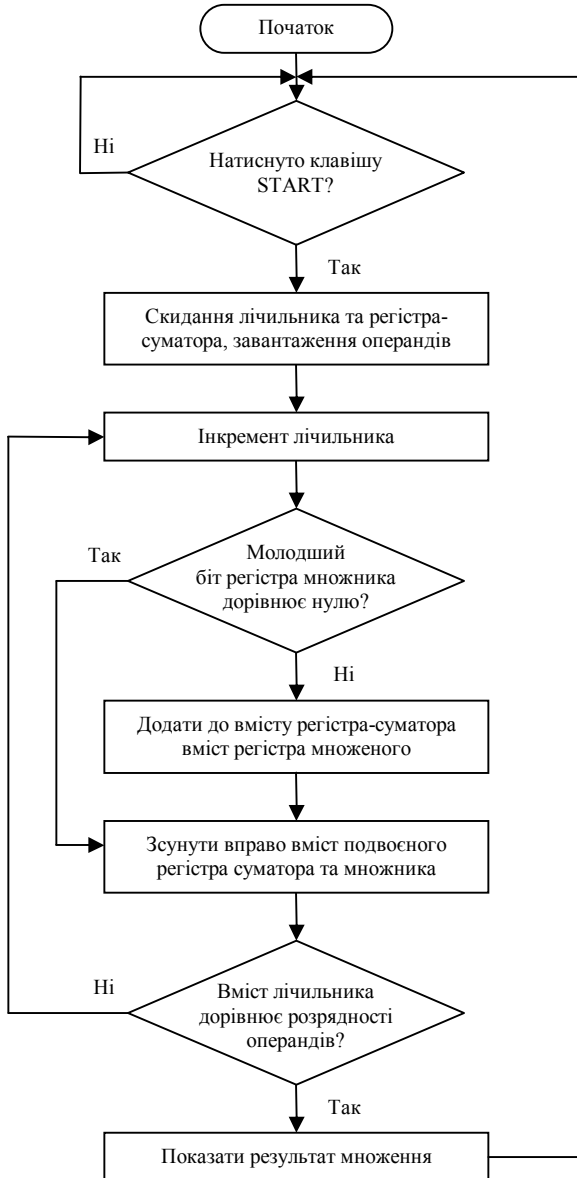 Початок
Ні
Натиснуто клавішу
START?
Так
Скидання лічильника та регістра-
суматора, завантаження операндів
Інкремент лічильника
Так
Молодший
біт регістра множника
дорівнює нулю?
Ні
Додати до вмісту регістра-суматора
вміст регістра множеного
Зсунути вправо вміст подвоєного
регістра суматора та множника
Ні
Вміст лічильника
дорівнює розрядності
операндів?
Так
Показати результат множення